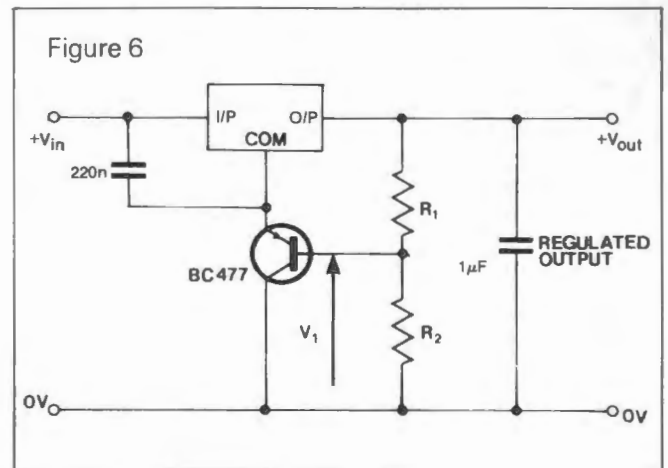 Figure 6
I/P
O/P
COM
+Vin
+Vout
220n
R1
BC477
1µF
REGULATED
OUTPUT
V1
R2
0V
0V